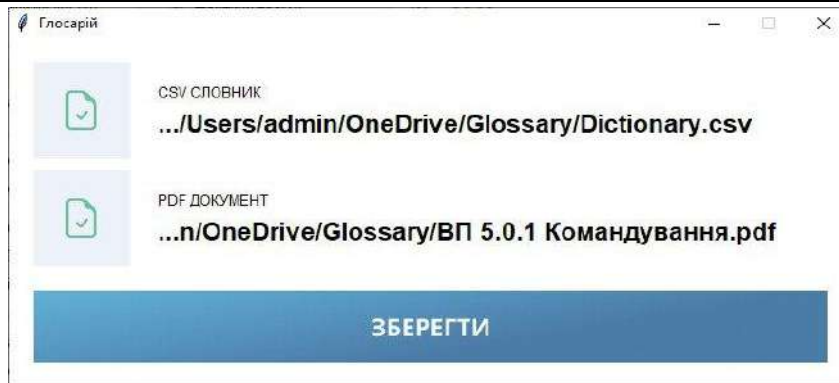 Глосарій
CSV СЛОВНИК
.../Users/admin/OneDrive/Glossary/Dictionary.csv
PDF ДОКУМЕНТ
...n/OneDrive/Glossary/ВП 5.0.1 Командування.pdf
ЗБЕРЕГТИ